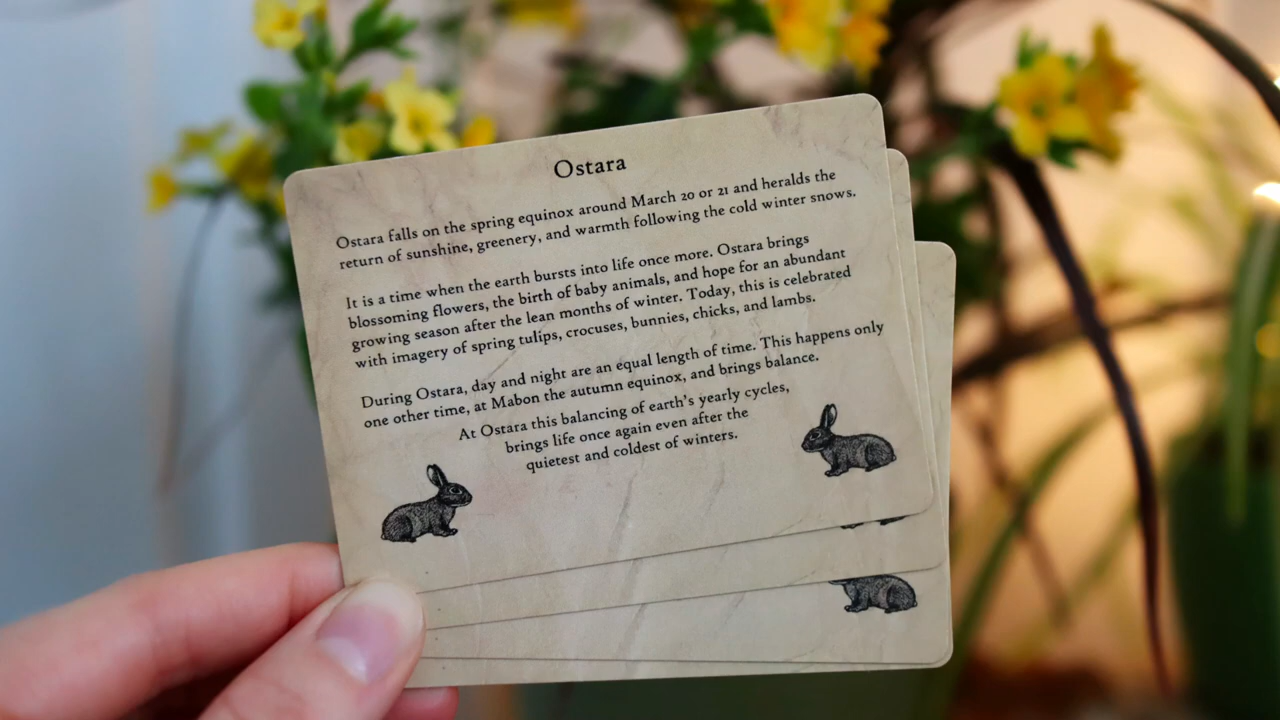 Ostara
Ostara falls on the spring equinox around March 20 or 21 and heralds the
return of sunshine, greenery, and warmth following the cold winter snows.
It is a time when the earth bursts into life once more. Ostara brings
blossoming flowers, the birth of baby animals, and hope for an abundant
growing season after the lean months of winter. Today, this is celebrated
with imagery of spring tulips, crocuses, bunnies, chicks, and lambs.
During Ostara, day and night are an equal length of time. This happens only
one other time, at Mabon the autumn equinox, and brings balance.
At Ostara this balancing of earth's yearly cycles,
brings life once again even after the
quietest and coldest of winters.